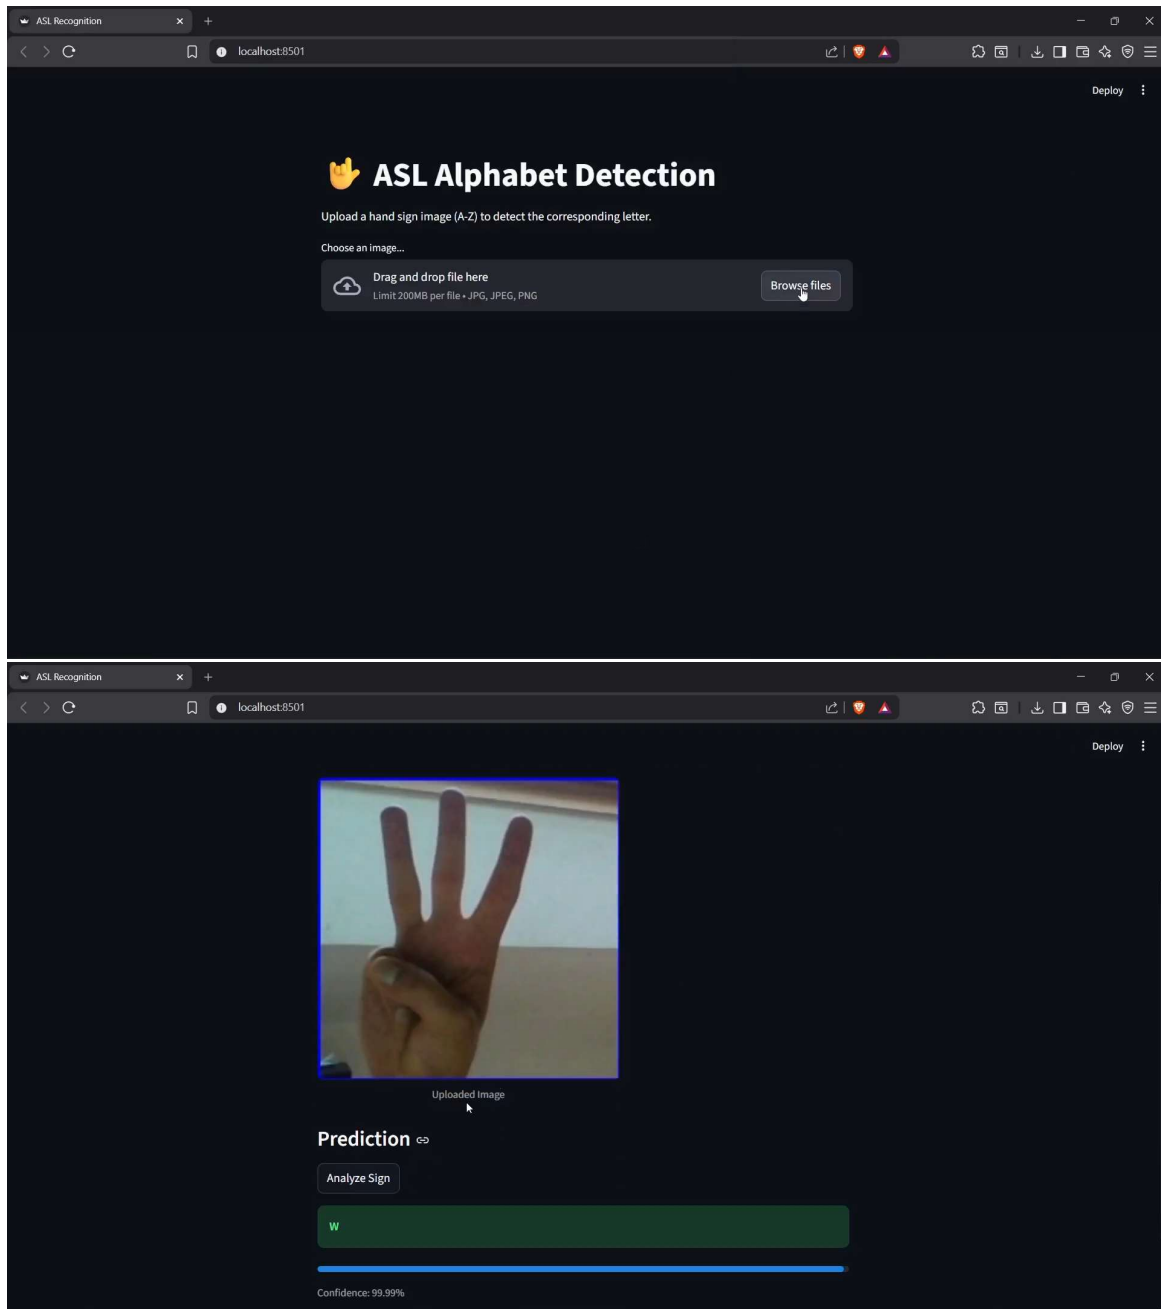 ASL Recognition
localhost:8501
Deploy
🤟 ASL Alphabet Detection
Upload a hand sign image (A-Z) to detect the corresponding letter.
Choose an image...
Drag and drop file here
Limit 200MB per file • JPG, JPEG, PNG
Browse files
ASL Recognition
localhost:8501
Deploy
Uploaded Image
Prediction
Analyze Sign
W
Confidence: 99.99%